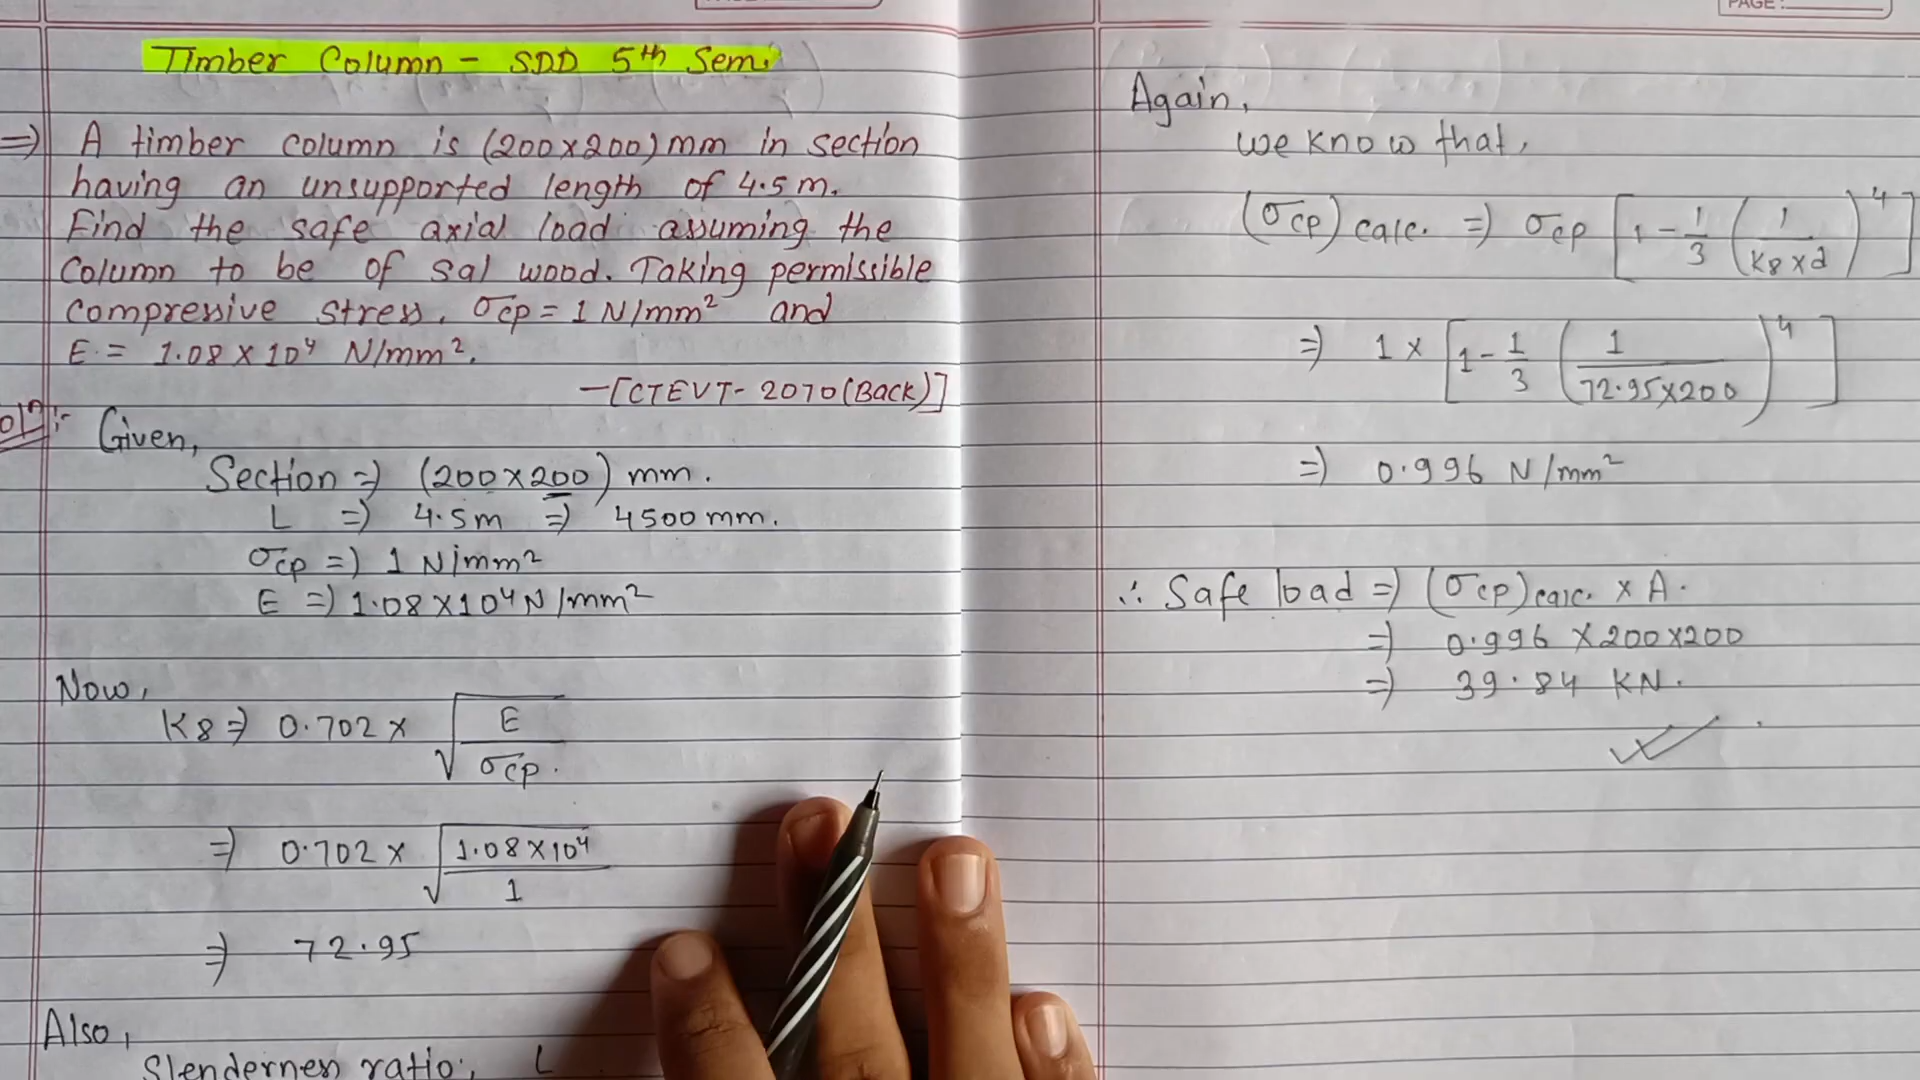 PAGE:
Timber Column - SDD 5th Sem.
=) A timber column is (200×200)mm in section
having an unsupported length of 4.5 m.
Find the safe axial load assuming the
Column to be of sal wood. Taking permissible
compressive stress, σcp = 1 N/mm² and
E = 1.08 × 10⁴ N/mm².
-[CTEVT- 2070(Back)]
Given,
Section =) (200×200) mm.
L =) 4.5m =) 4500mm.
σcp =) 1 N/mm²
E =) 1.08×10⁴ N/mm²
Now,
K8 =) 0.702 × √(E/σcp).
=) 0.702 × √(1.08×10⁴/1)
=) 72.95
Also,
Slenderness ratio; L
Again,
we know that,
(σcp) calc. =) σcp [1 - 1/3 (1/(K8×d))⁴]
=) 1 × [1 - 1/3 (1/(72.95×200))⁴]
=) 0.996 N/mm²
∴ Safe load =) (σcp)calc. × A.
=) 0.996 ×200×200
=) 39.84 KN.